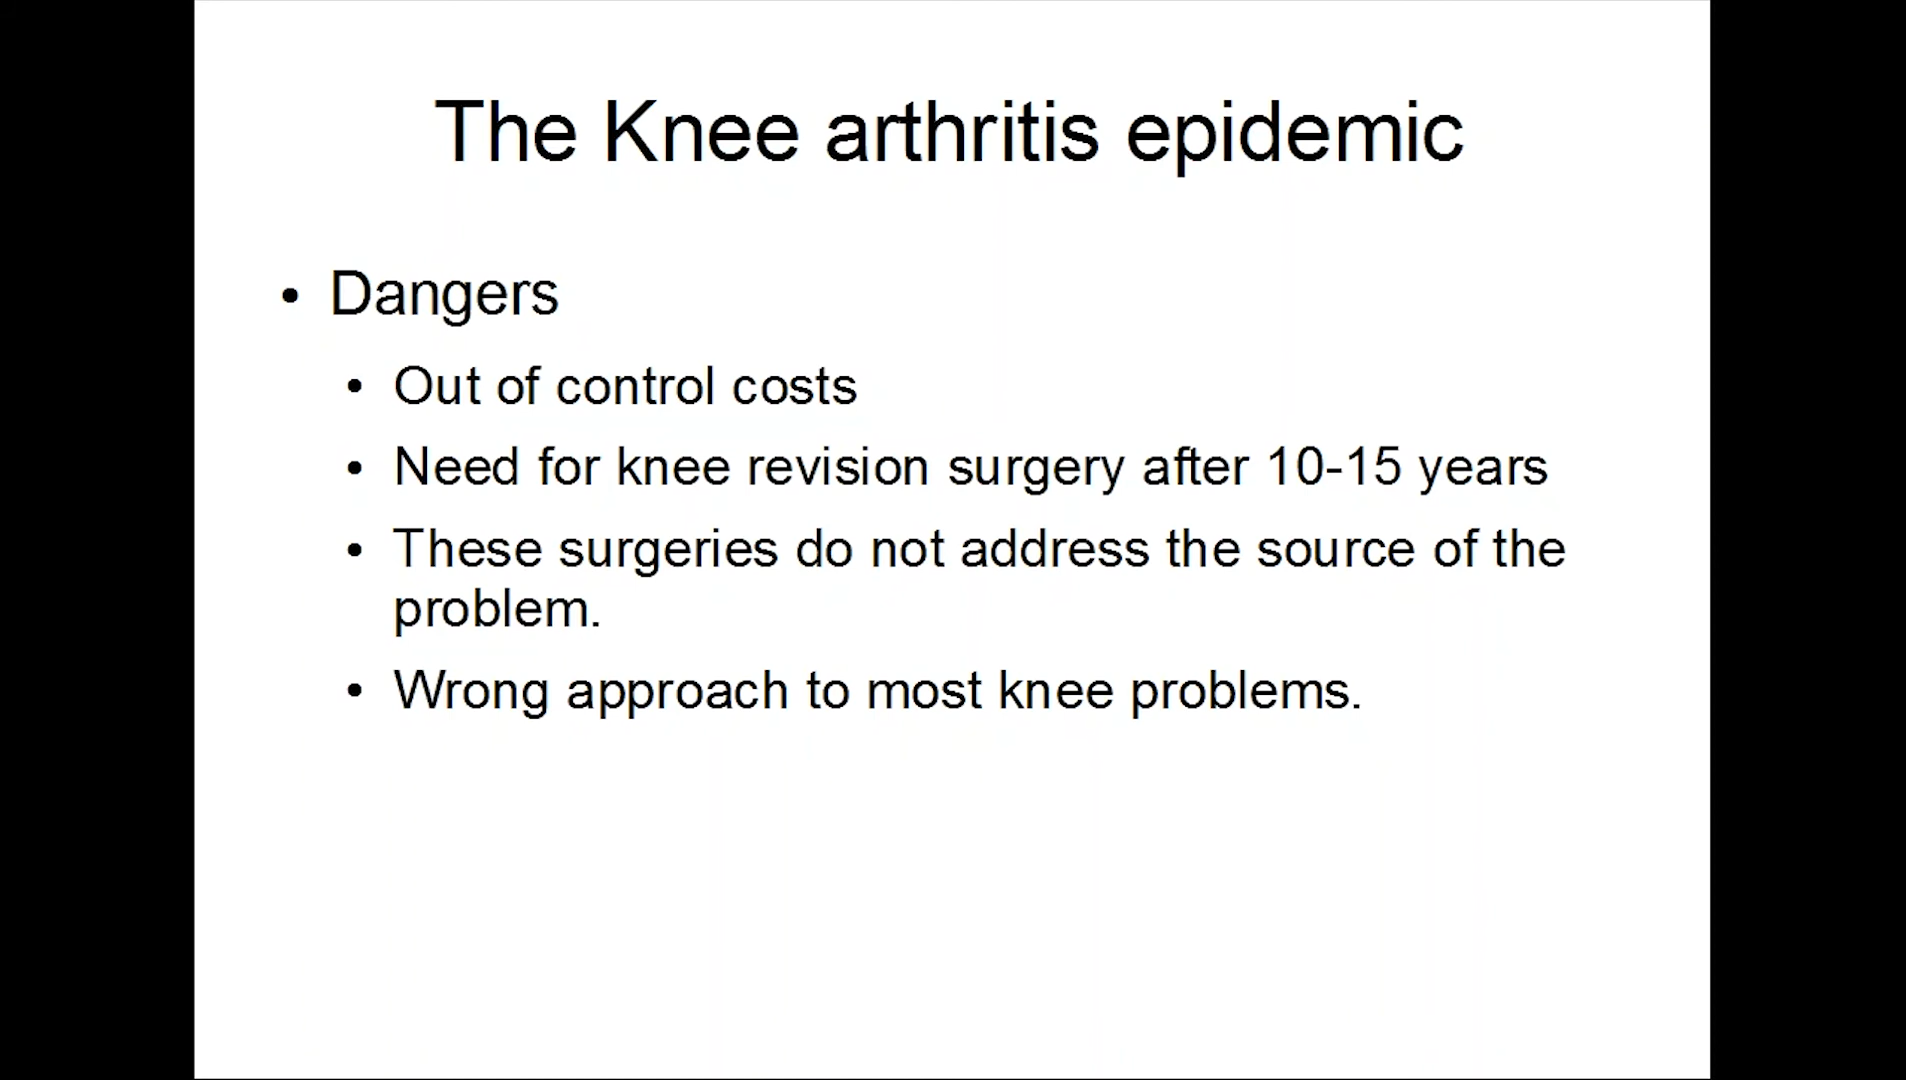 The Knee arthritis epidemic
• Dangers
• Out of control costs
• Need for knee revision surgery after 10-15 years
• These surgeries do not address the source of the
problem.
• Wrong approach to most knee problems.